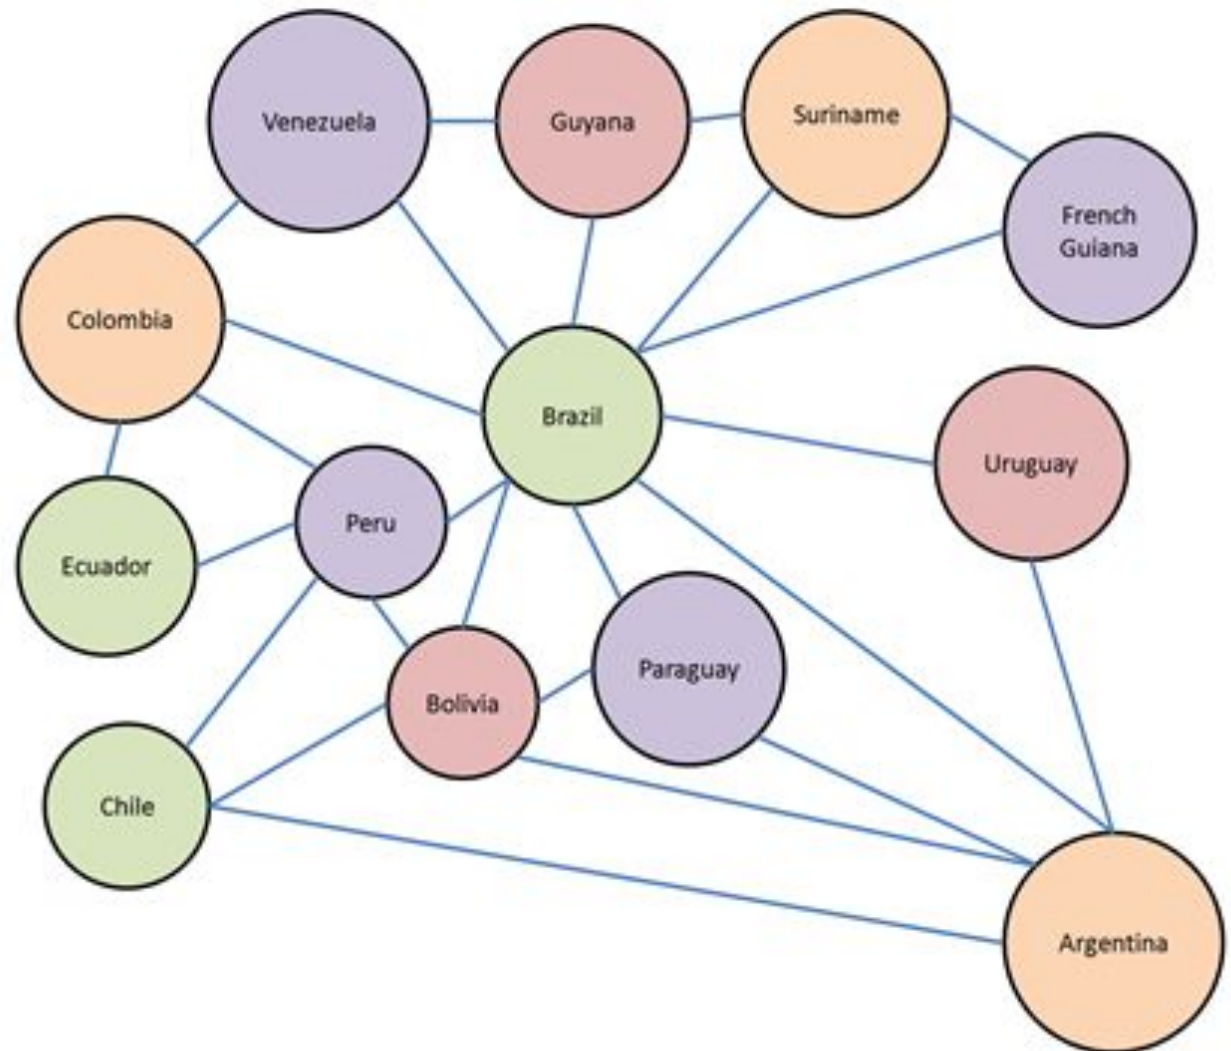 Venezuela
Guyana
Suriname
French
Guiana
Colombia
Brazil
Uruguay
Peru
Ecuador
Paraguay
Bolivia
Chile
Argentina